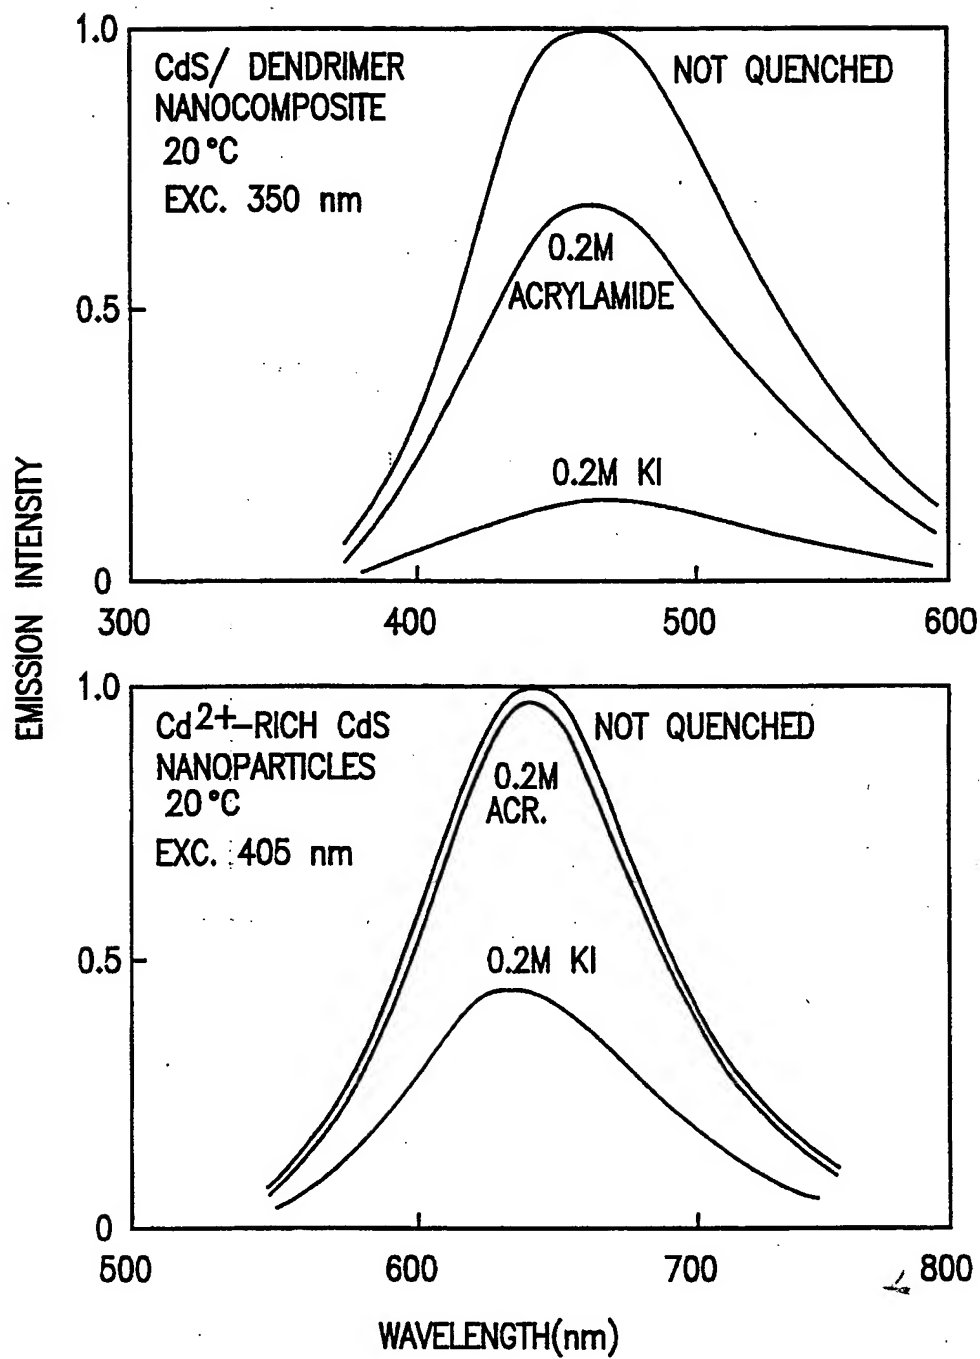 EMISSION INTENSITY
1.0
0.5
0
CdS/ DENDRIMER
NANOCOMPOSITE
20°C
EXC. 350 nm
NOT QUENCHED
0.2M
ACRYLAMIDE
0.2M KI
300 400 500 600
1.0
0.5
0
Cd2+-RICH CdS
NANOPARTICLES
20°C
EXC. 405 nm
NOT QUENCHED
0.2M
ACR.
0.2M KI
500 600 700 800
WAVELENGTH(nm)